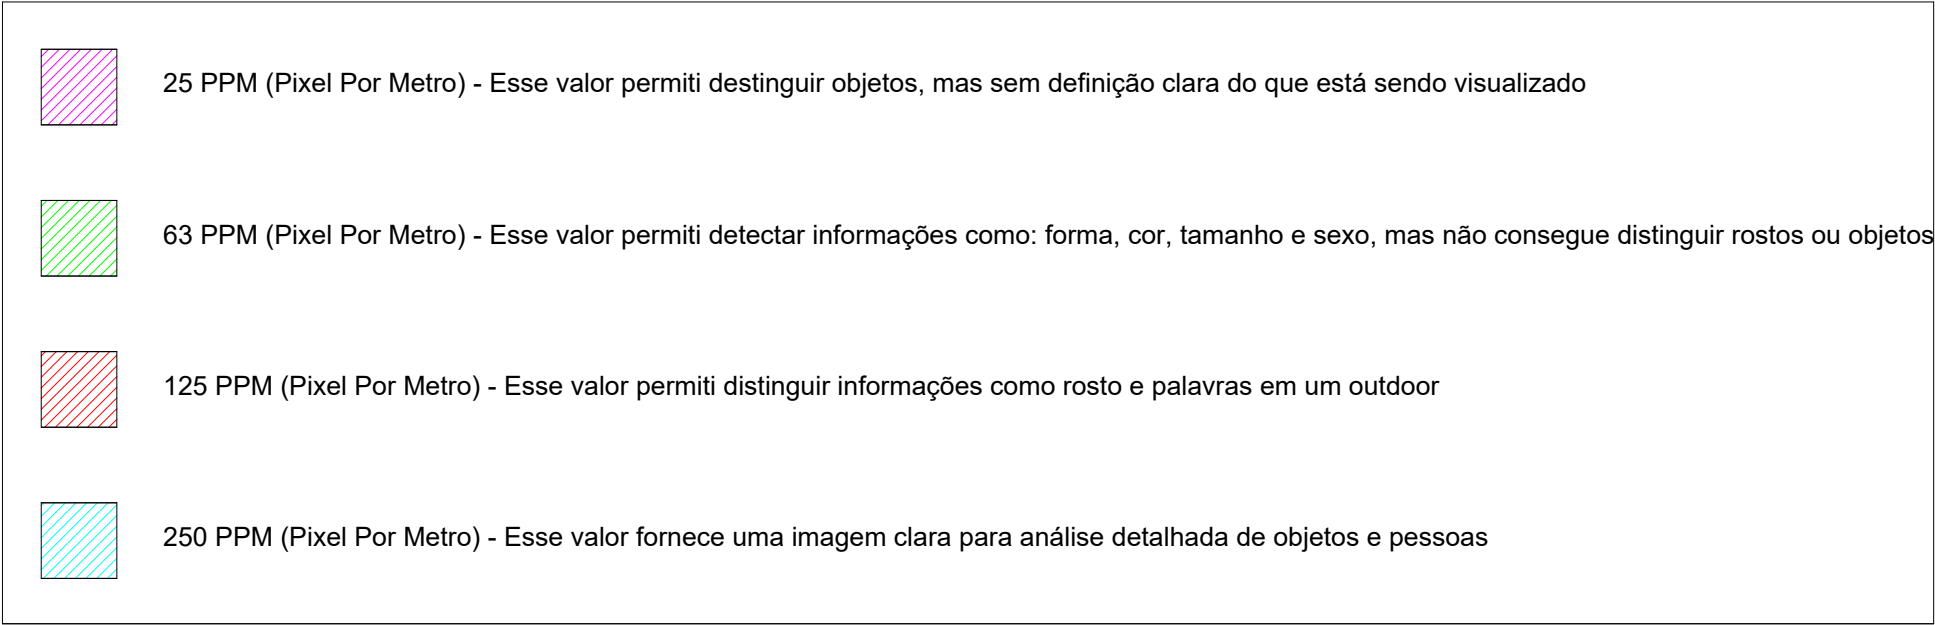 25 PPM (Pixel Por Metro) - Esse valor permiti destinguir objetos, mas sem definição clara do que está sendo visualizado
63 PPM (Pixel Por Metro) - Esse valor permiti detectar informações como: forma, cor, tamanho e sexo, mas não consegue distinguir rostos ou objetos
125 PPM (Pixel Por Metro) - Esse valor permiti distinguir informações como rosto e palavras em um outdoor
250 PPM (Pixel Por Metro) - Esse valor fornece uma imagem clara para análise detalhada de objetos e pessoas